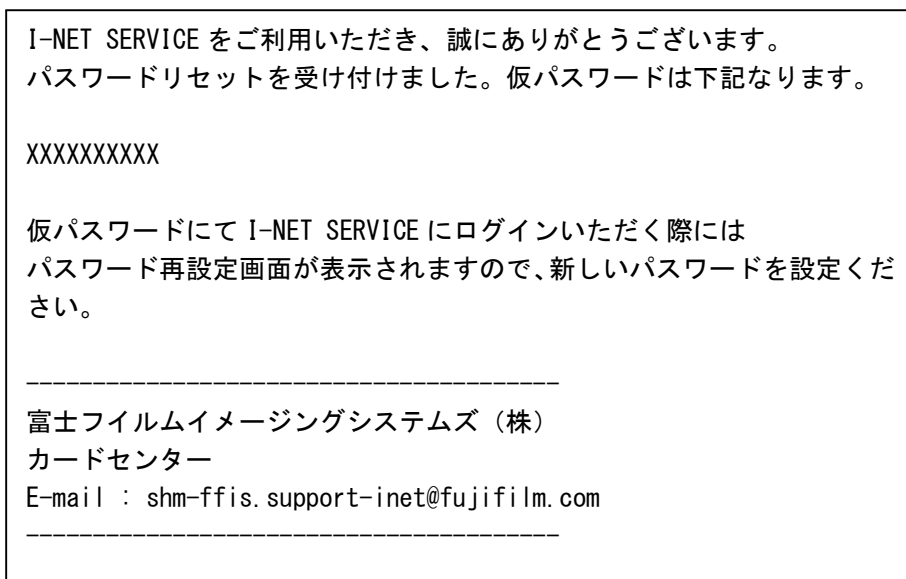 I-NET SERVICE をご利用いただき、誠にありがとうございます。
パスワードリセットを受け付けました。仮パスワードは下記なります。
XXXXXXXXXX
仮パスワードにて I-NET SERVICE にログインいただく際には
パスワード再設定画面が表示されますので、新しいパスワードを設定くだ
さい。
----------------------------------------
富士フイルムイメージングシステムズ（株）
カードセンター
E-mail : shm-ffis.support-inet@fujifilm.com
----------------------------------------